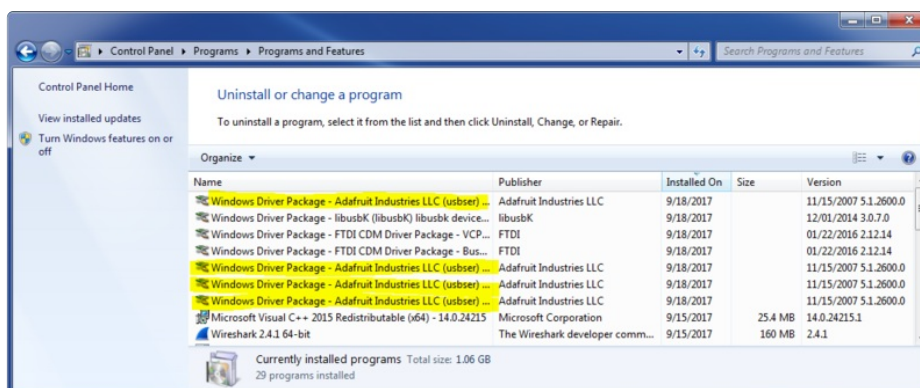 Control Panel ▸ Programs ▸ Programs and Features
Search Programs and Features
Control Panel Home
View installed updates
Turn Windows features on or off
Uninstall or change a program
To uninstall a program, select it from the list and then click Uninstall, Change, or Repair.
Organize
Name Publisher Installed On Size Version
Windows Driver Package - Adafruit Industries LLC (usbser) ... Adafruit Industries LLC 9/18/2017 11/15/2007 5.1.2600.0
Windows Driver Package - libusbK (libusbK) libusbk device... libusbK 9/18/2017 12/01/2014 3.0.7.0
Windows Driver Package - FTDI CDM Driver Package - VCP... FTDI 9/18/2017 01/22/2016 2.12.14
Windows Driver Package - FTDI CDM Driver Package - Bus... FTDI 9/18/2017 01/22/2016 2.12.14
Windows Driver Package - Adafruit Industries LLC (usbser) ... Adafruit Industries LLC 9/18/2017 11/15/2007 5.1.2600.0
Windows Driver Package - Adafruit Industries LLC (usbser) ... Adafruit Industries LLC 9/18/2017 11/15/2007 5.1.2600.0
Windows Driver Package - Adafruit Industries LLC (usbser) ... Adafruit Industries LLC 9/18/2017 11/15/2007 5.1.2600.0
Microsoft Visual C++ 2015 Redistributable (x64) - 14.0.24215 Microsoft Corporation 9/15/2017 25.4 MB 14.0.24215.1
Wireshark 2.4.1 64-bit The Wireshark developer comm... 9/15/2017 160 MB 2.4.1
Currently installed programs Total size: 1.06 GB
29 programs installed